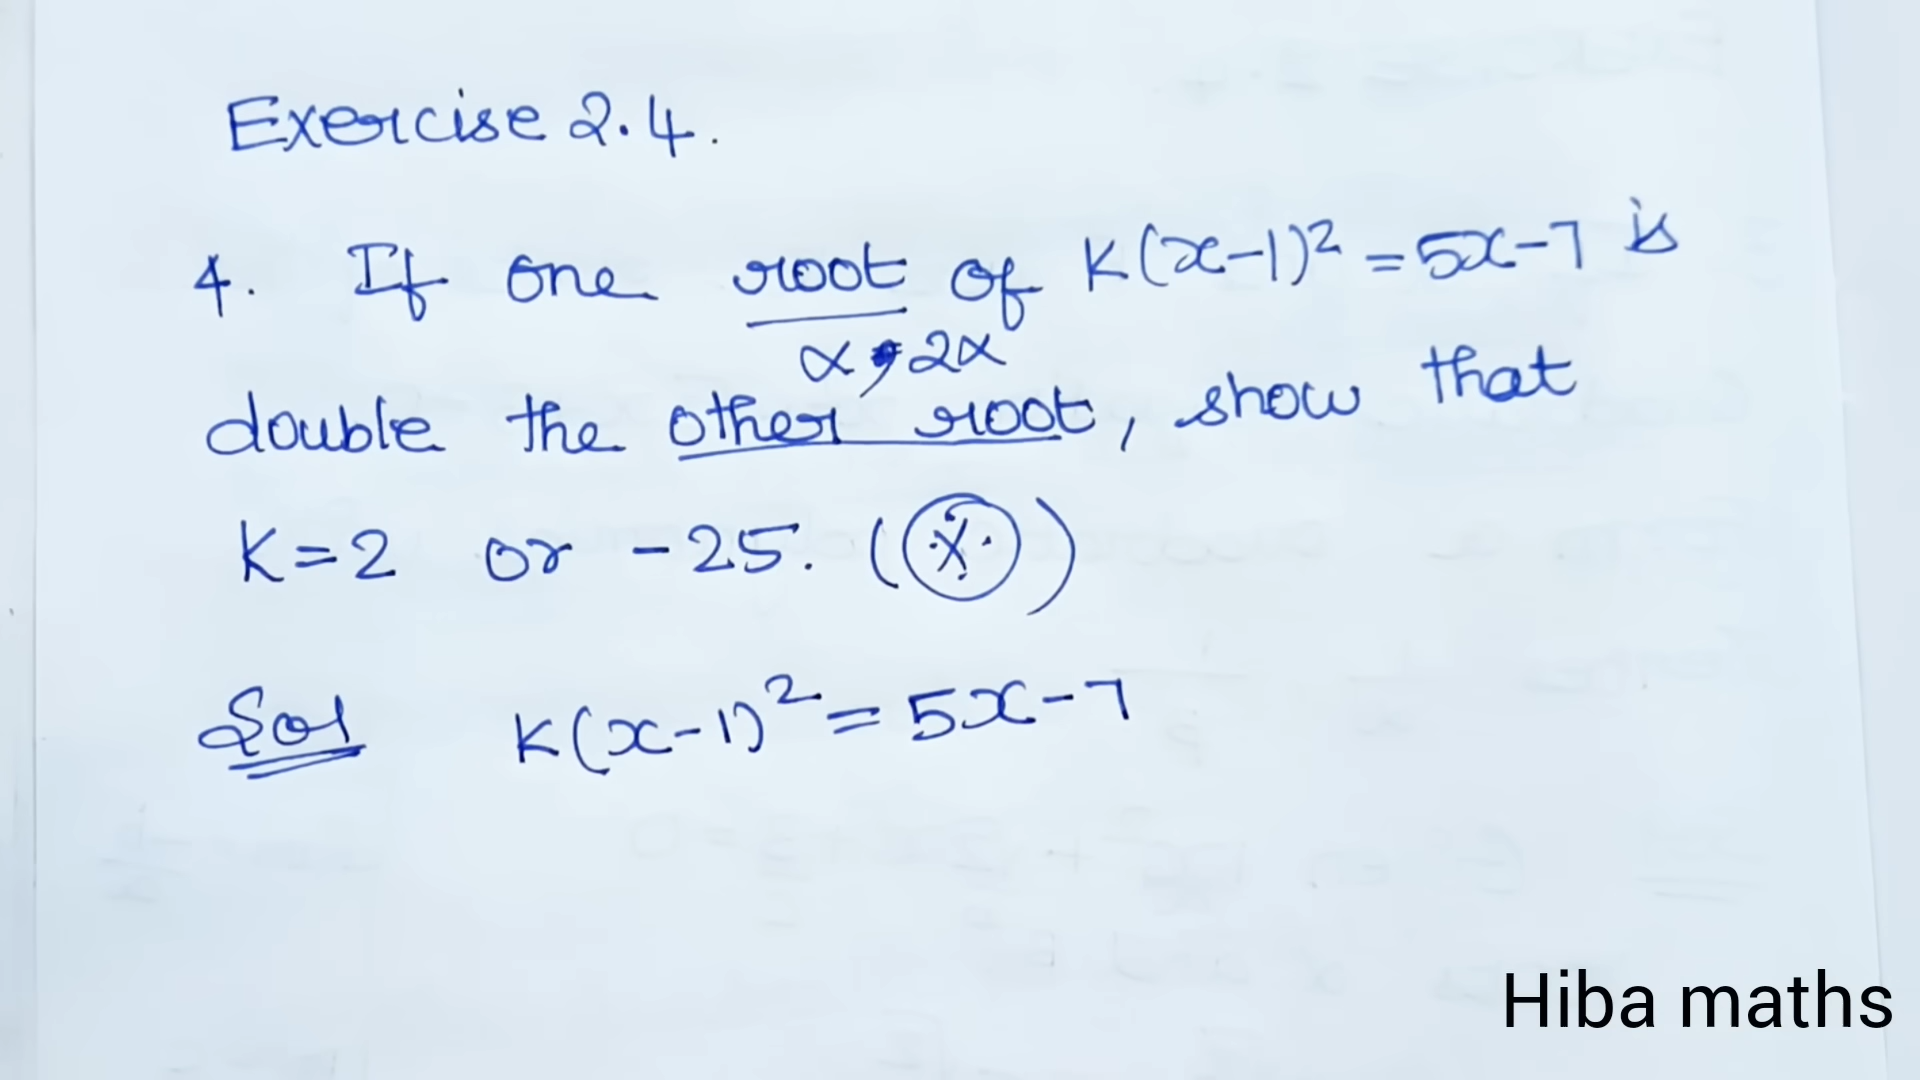 Exercise 2.4.
4. If one root of K(x-1)² = 5x-7 is
α, 2α
double the other root, show that
K=2 or -25. (X)
Sol K(x-1)² = 5x-7
Hiba maths